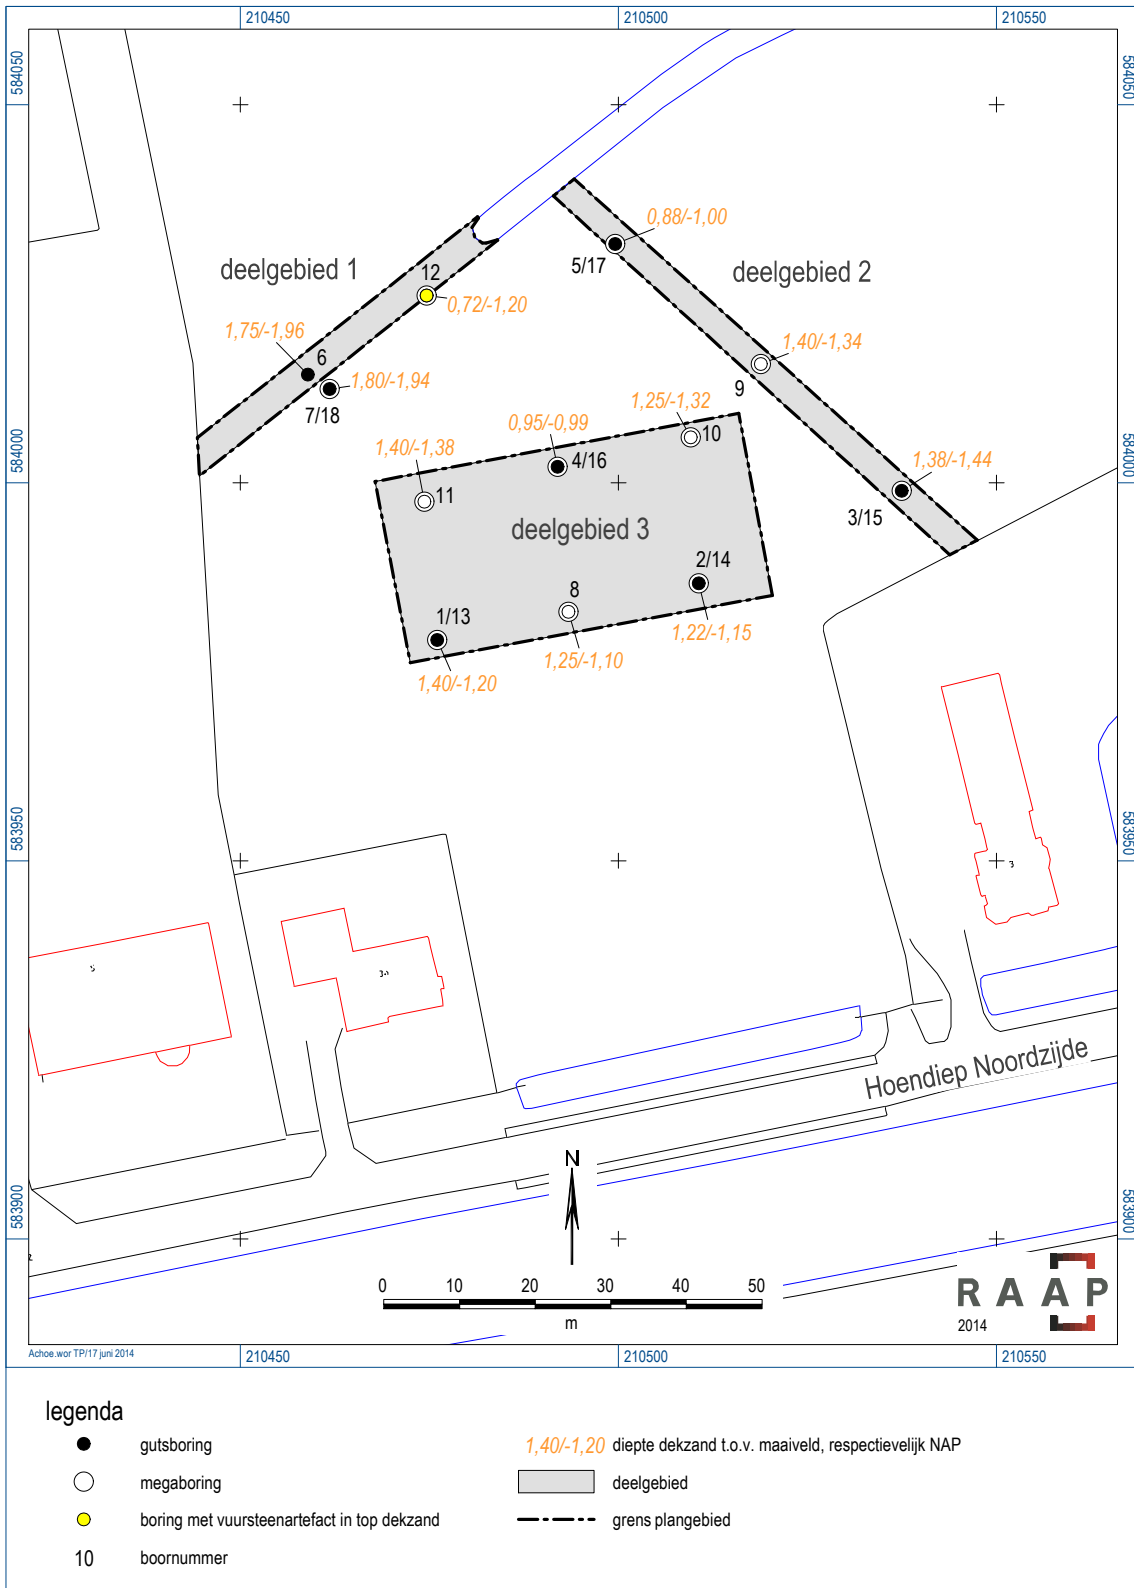 210450
210500
210550
584050
584050
5/17
0,88/-1,00
deelgebied 1
12
deelgebied 2
0,72/-1,20
1,75/-1,96
6
1,80/-1,94
7/18
1,40/-1,34
9
1,25/-1,32
10
0,95/-0,99
4/16
1,40/-1,38
11
584000
584000
1,38/-1,44
3/15
deelgebied 3
2/14
8
1/13
1,22/-1,15
1,25/-1,10
1,40/-1,20
583950
583950
3
Hoendiep Noordzijde
N
583900
583900
0 10 20 30 40 50
m
RAAP
2014
Achoe.wor TP/17 juni 2014
210450
210500
210550
legenda
gutsboring
1,40/-1,20 diepte dekzand t.o.v. maaiveld, respectievelijk NAP
megaboring
deelgebied
boring met vuursteenartefact in top dekzand
grens plangebied
10 boornummer